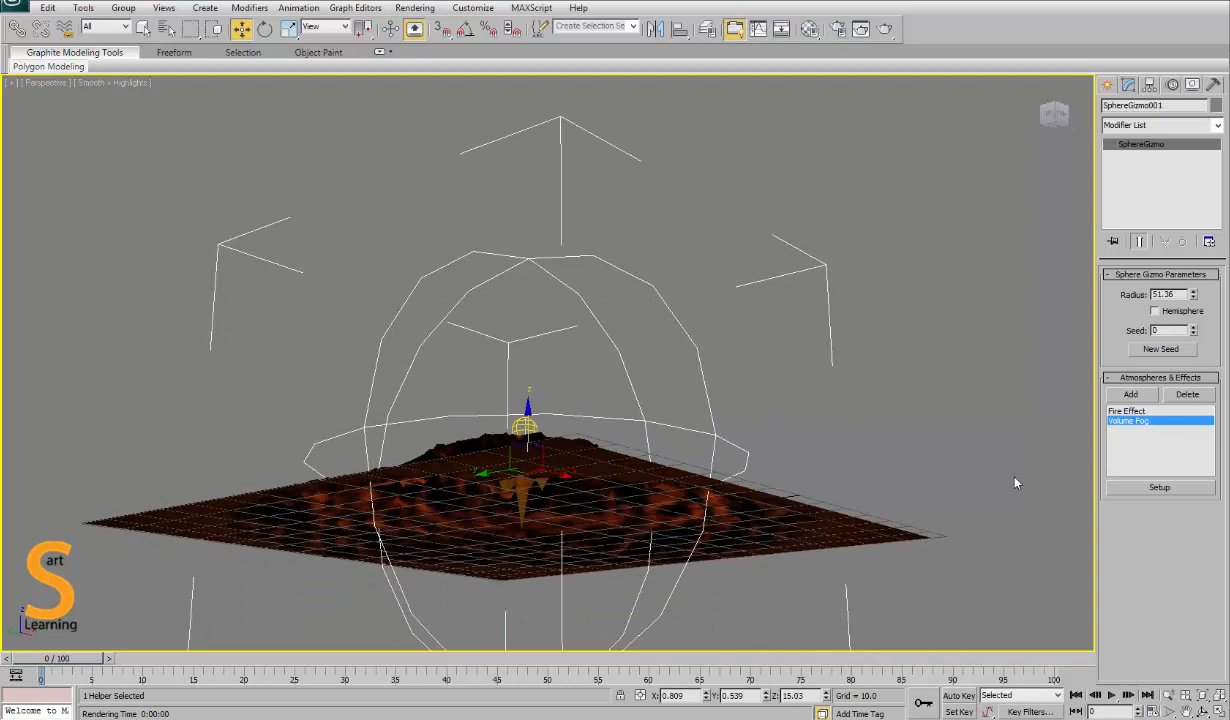 Edit Tools Group Views Create Modifiers Animation Graph Editors Rendering Customize MAXScript Help
All View 3 Create Selection Se
Graphite Modeling Tools Freeform Selection Object Paint
Polygon Modeling
[ + ] [ Perspective ] [ Smooth + Highlights ]
SphereGizmo001
Modifier List
SphereGizmo
- Sphere Gizmo Parameters
Radius: 51.36
Hemisphere
Seed: 0
New Seed
- Atmospheres & Effects
Add Delete
Fire Effect
Volume Fog
Setup
z
S art Learning
z
< 0 / 100 >
0 5 10 15 20 25 30 35 40 45 50 55 60 65 70 75 80 85 90 95 100
1 Helper Selected X: 0.809 Y: 0.539 Z: 15.03 Grid = 10.0 Auto Key Selected
Welcome to M Rendering Time 0:00:00 Add Time Tag Set Key Key Filters... 0